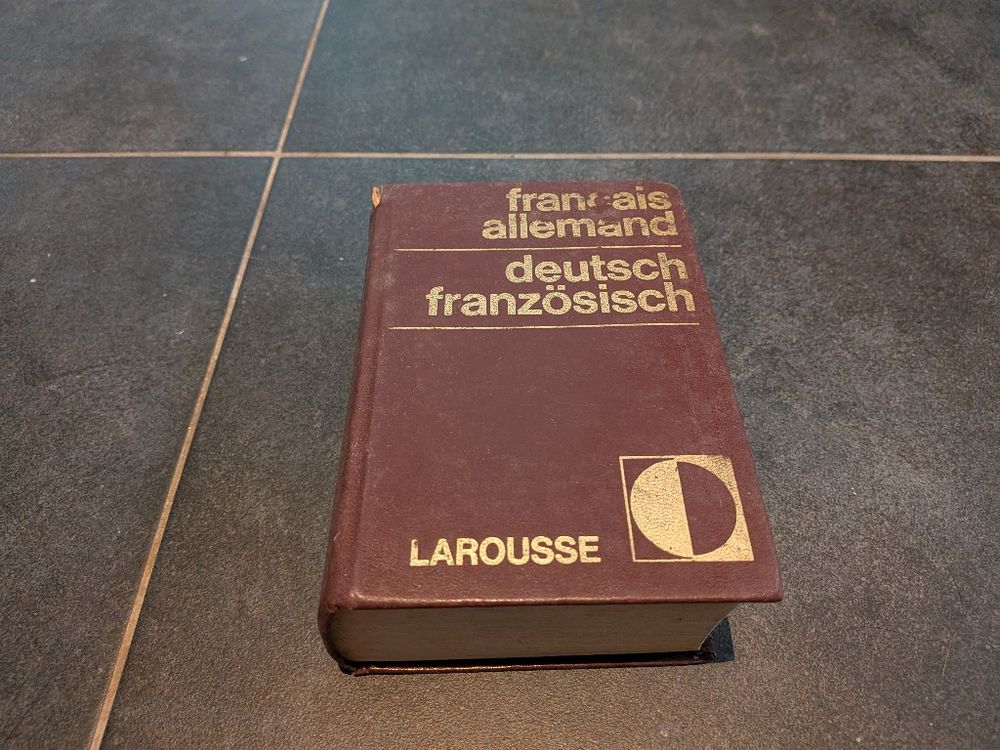 français
allemand
deutsch
französisch
LAROUSSE